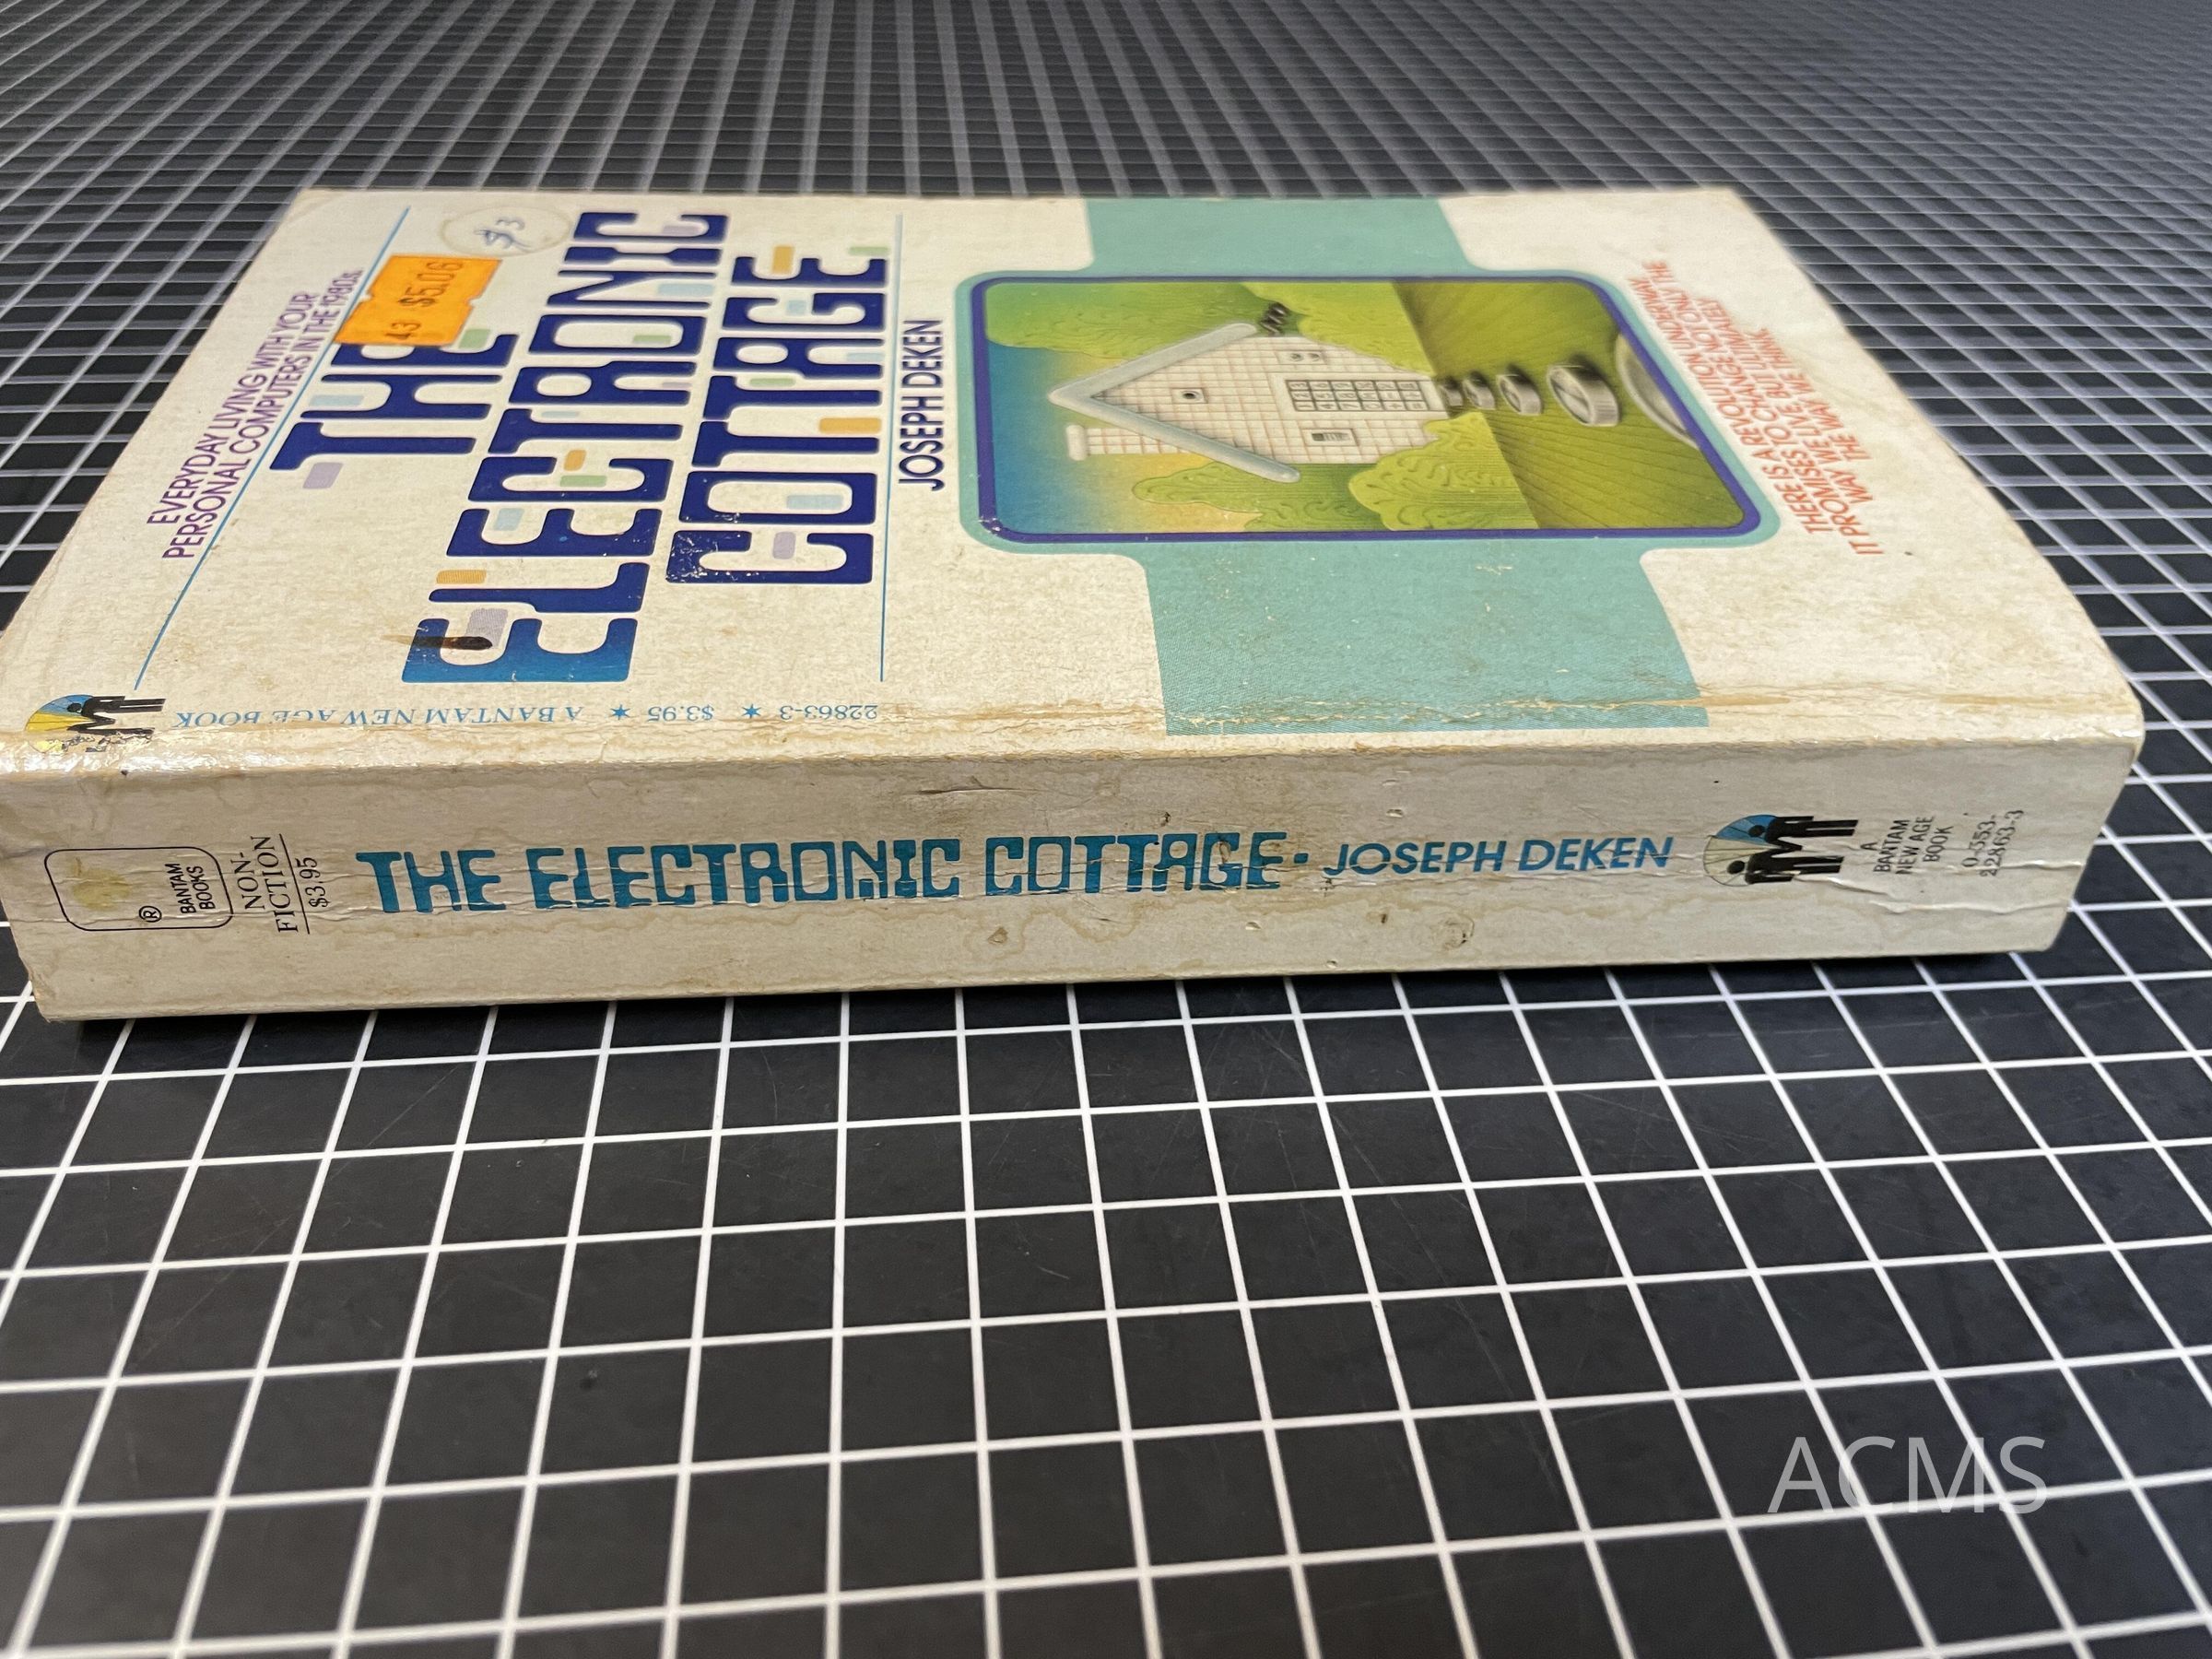 EVERYDAY LIVING WITH YOUR
PERSONAL COMPUTERS IN THE 1980s.
$3
43 $5.06
THE
ELECTRONIC
COTTAGE
JOSEPH DEKEN
THERE IS A REVOLUTION UNDERWAY.
IT PROMISES TO CHANGE NOT ONLY THE
WAY WE LIVE, BUT ULTIMATELY
THE WAY WE THINK.
22863-3 ★ $3.95 ★ A BANTAM NEW AGE BOOK
®
BANTAM
BOOKS
NON-
FICTION
$3.95
THE ELECTRONIC COTTAGE · JOSEPH DEKEN
A
BANTAM
NEW AGE
BOOK
0-553-
22863-3
ACMS